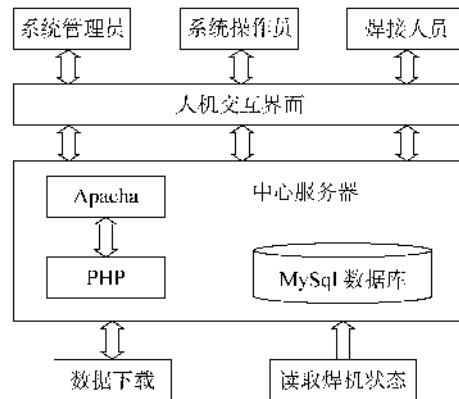 系统管理员 系统操作员 焊接人员
人机交互界面
Apacha 中心服务器
PHP MySql 数据库
数据下载 读取焊机状态